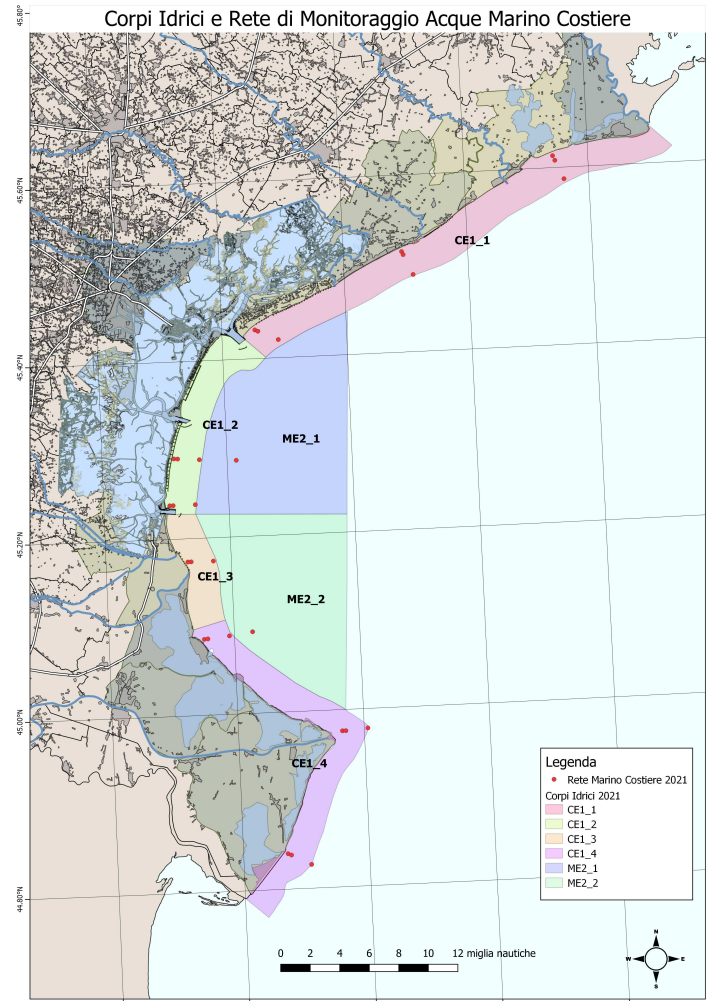 Corpi Idrici e Rete di Monitoraggio Acque Marino Costiere
45.80°
45.60°N
CE1_1
45.40°N
CE1_2
ME2_1
45.20°N
CE1_3
ME2_2
45.00°N
CE1_4
Legenda
Rete Marino Costiere 2021
Corpi Idrici 2021
CE1_1
CE1_2
CE1_3
CE1_4
ME2_1
ME2_2
44.80°N
0 2 4 6 8 10 12 miglia nautiche
N
W E
S